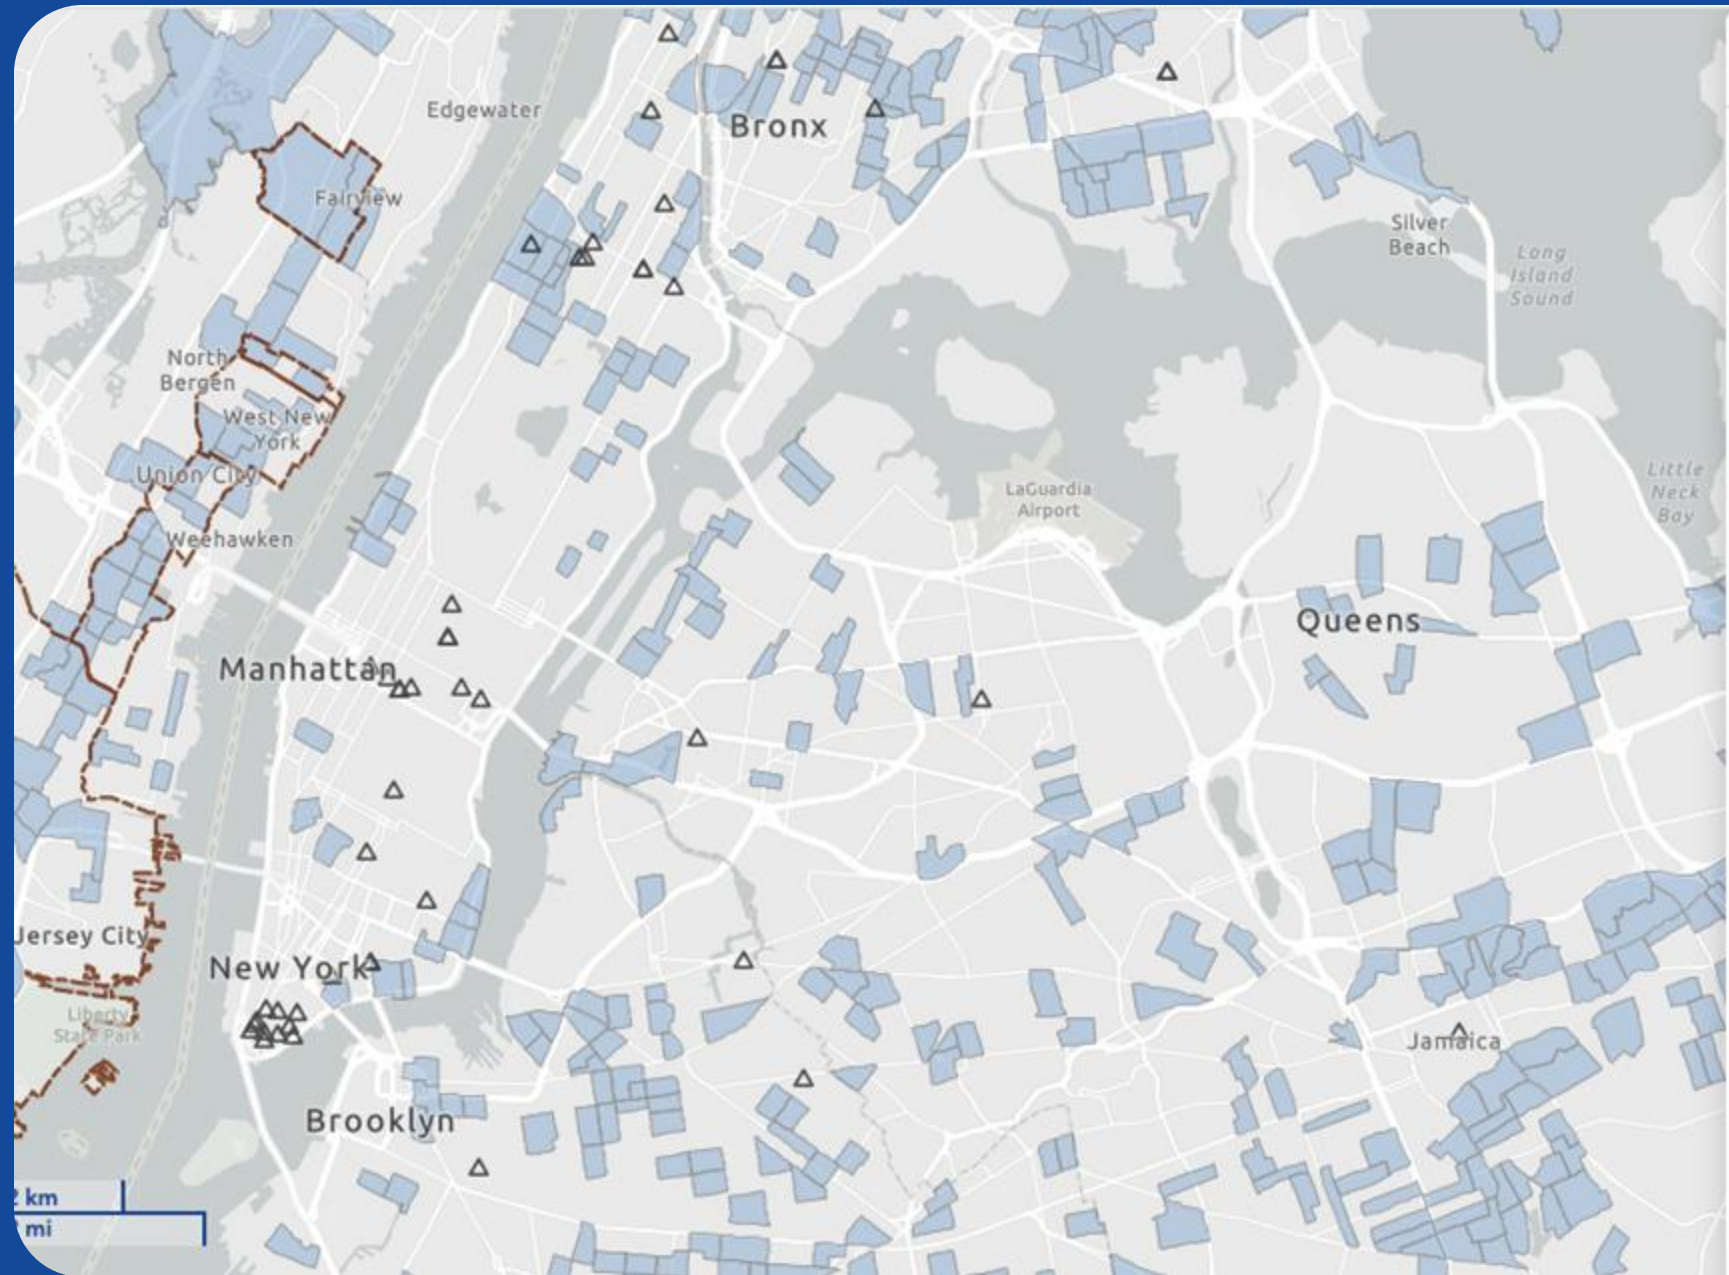 Edgewater
Bronx
Fairview
Silver
Beach
Long
Island
Sound
North
Bergen
West New
York
Union City
LaGuardia
Airport
Little
Neck
Bay
Weehawken
Queens
Manhattan
Jersey City
New York
Liberty
State Park
Jamaica
Brooklyn
km
mi